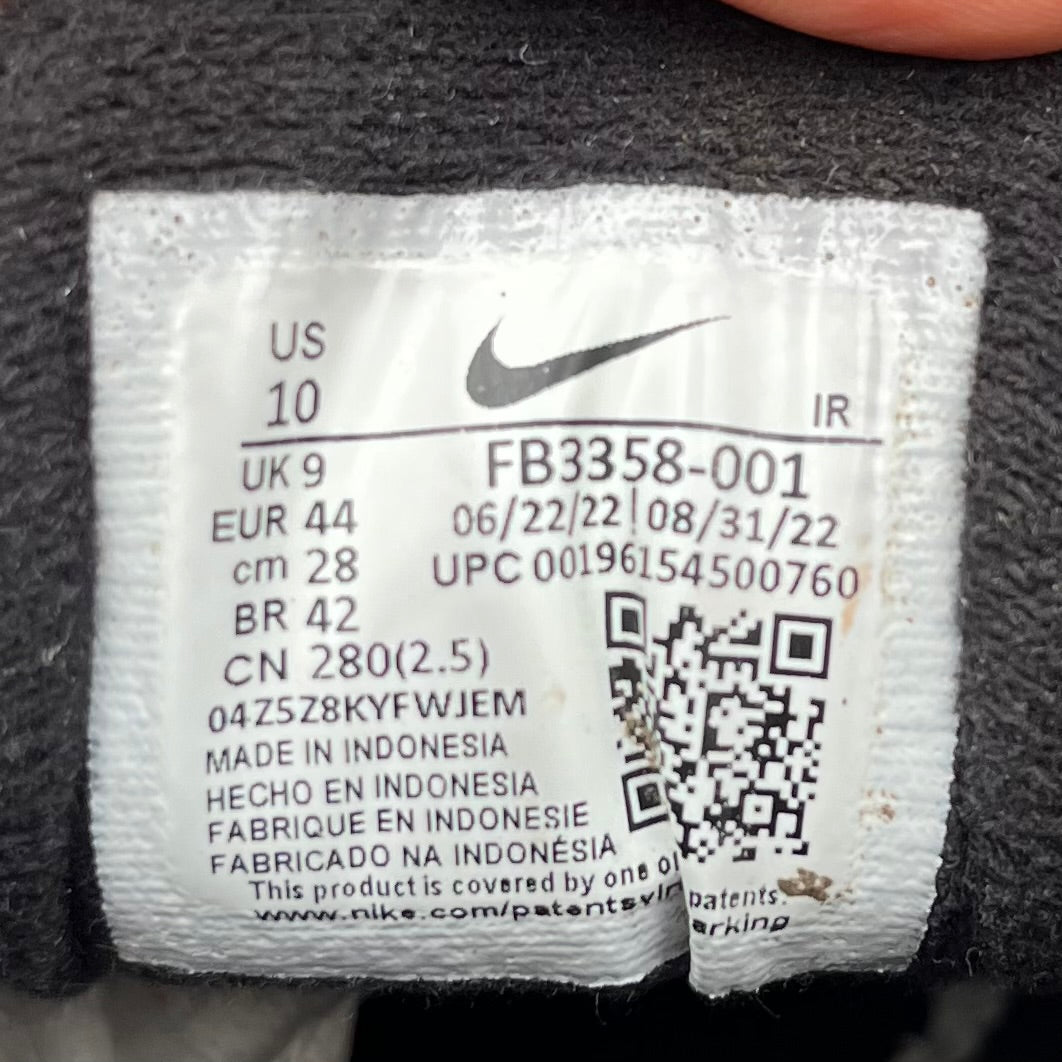 US
10
IR
UK 9
EUR 44
cm 28
BR 42
CN 280(2.5)
FB3358-001
06/22/22|08/31/22
UPC 00196154500760
04Z5Z8KYFWJEM
MADE IN INDONESIA
HECHO EN INDONESIA
FABRIQUE EN INDONESIE
FABRICADO NA INDONÉSIA
This product is covered by one patents.
www.nike.com/patents